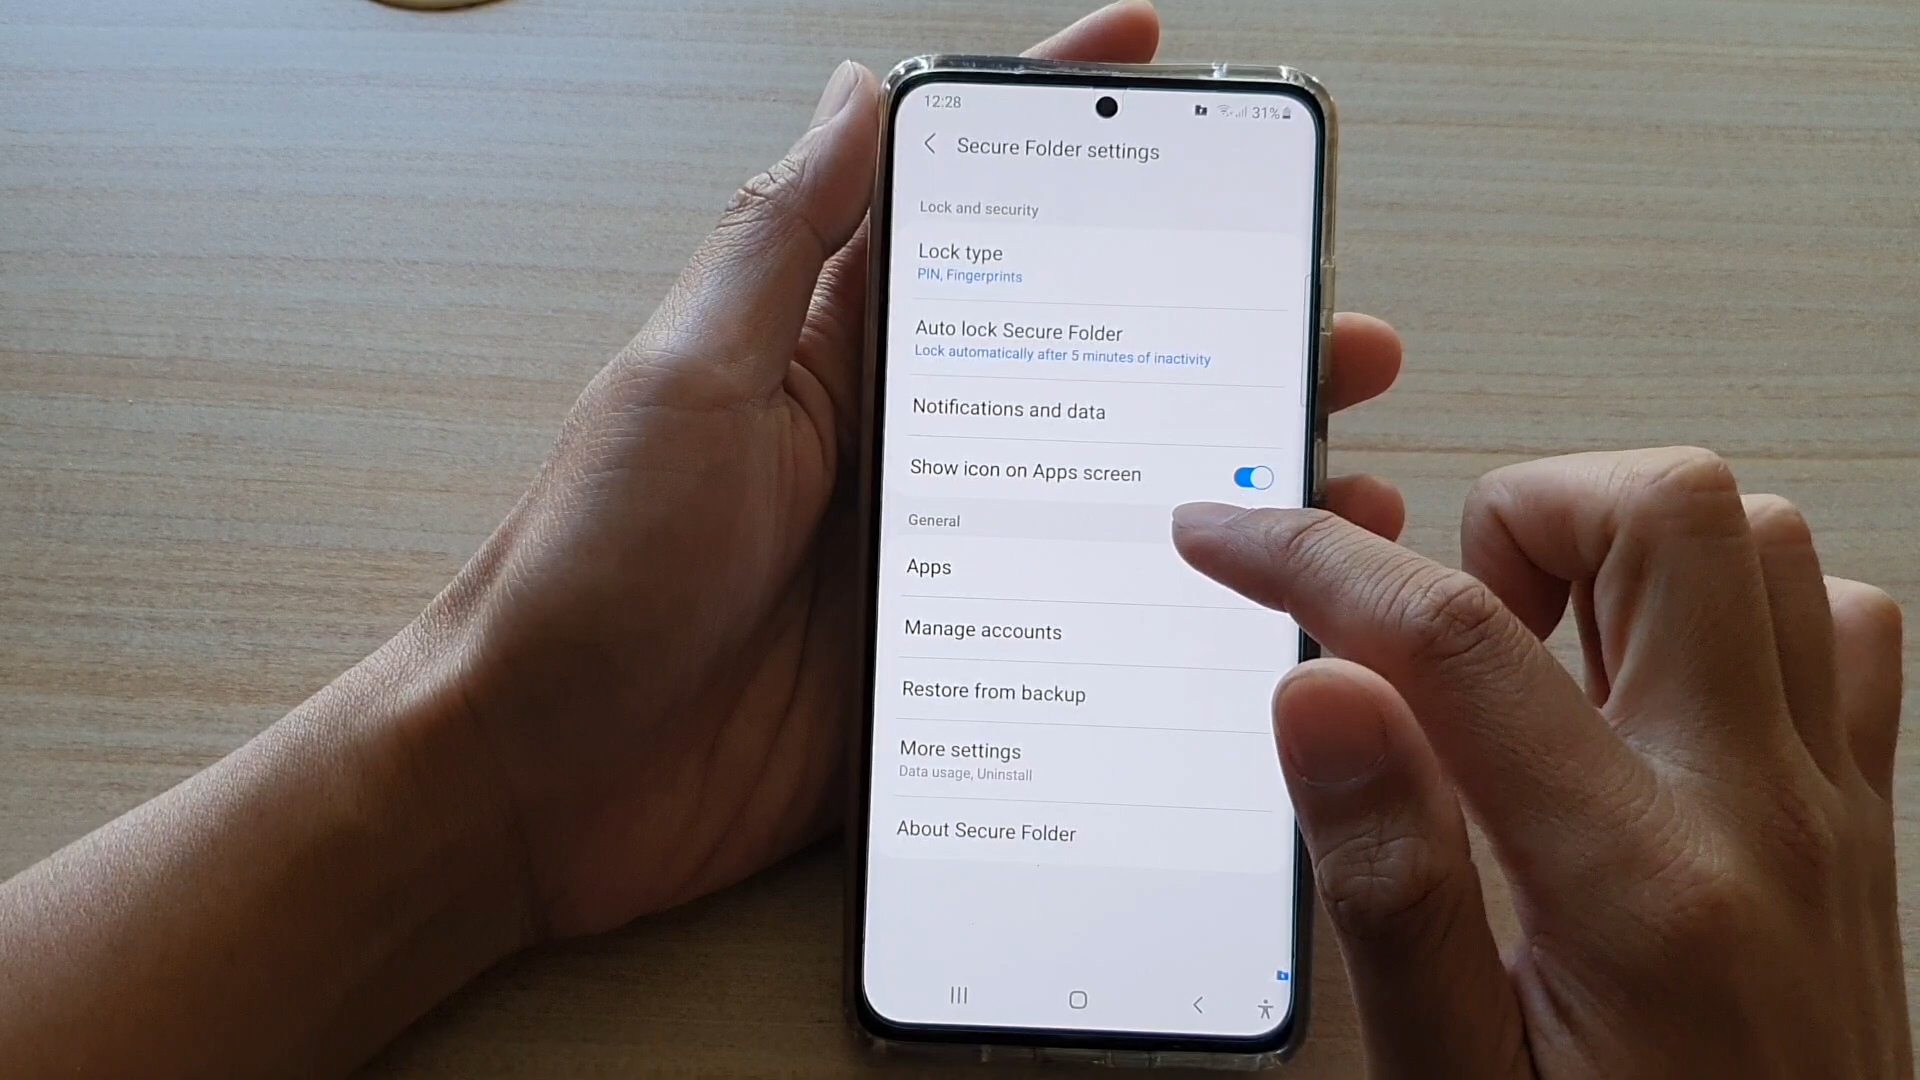 12:28
31%
Secure Folder settings
Lock and security
Lock type
PIN, Fingerprints
Auto lock Secure Folder
Lock automatically after 5 minutes of inactivity
Notifications and data
Show icon on Apps screen
General
Apps
Manage accounts
Restore from backup
More settings
Data usage, Uninstall
About Secure Folder